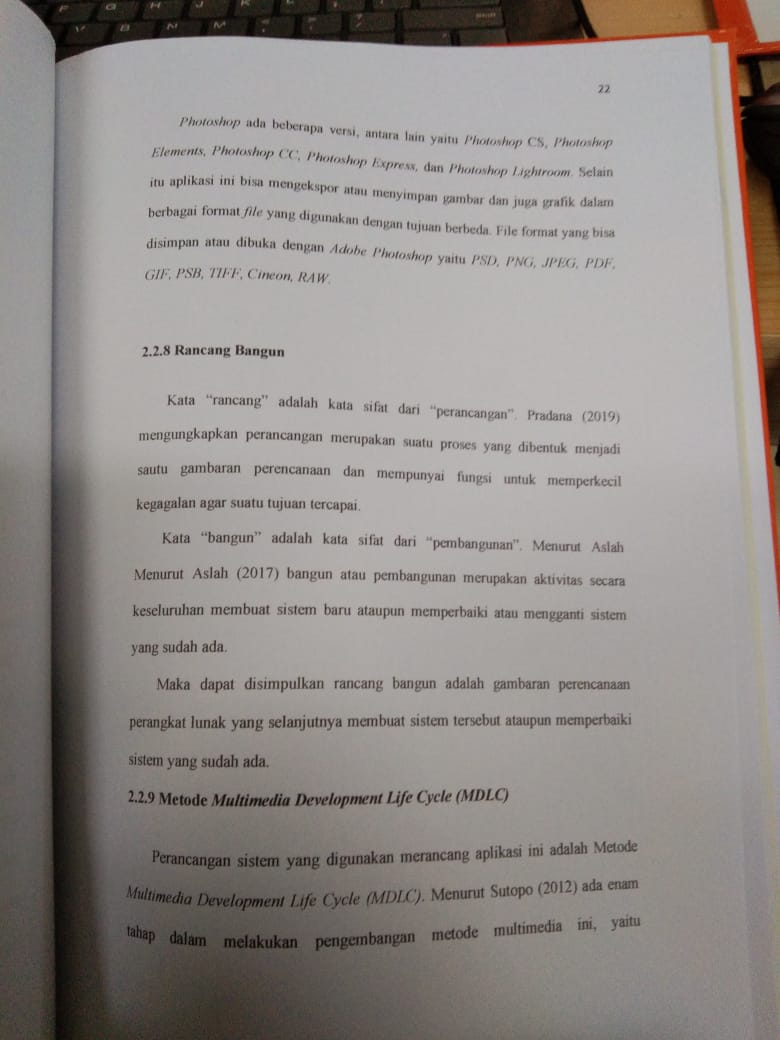 22
Photoshop ada beberapa versi, antara lain yaitu Photoshop CS, Photoshop
Elements, Photoshop CC, Photoshop Express, dan Photoshop Lightroom. Selain
itu aplikasi ini bisa mengekspor atau menyimpan gambar dan juga grafik dalam
berbagai format file yang digunakan dengan tujuan berbeda. File format yang bisa
disimpan atau dibuka dengan Adobe Photoshop yaitu PSD, PNG, JPEG, PDF,
GIF, PSB, TIFF, Cineon, RAW.
2.2.8 Rancang Bangun
Kata “rancang” adalah kata sifat dari “perancangan”. Pradana (2019)
mengungkapkan perancangan merupakan suatu proses yang dibentuk menjadi
sautu gambaran perencanaan dan mempunyai fungsi untuk memperkecil
kegagalan agar suatu tujuan tercapai.
Kata “bangun” adalah kata sifat dari “pembangunan”. Menurut Aslah
Menurut Aslah (2017) bangun atau pembangunan merupakan aktivitas secara
keseluruhan membuat sistem baru ataupun memperbaiki atau mengganti sistem
yang sudah ada.
Maka dapat disimpulkan rancang bangun adalah gambaran perencanaan
perangkat lunak yang selanjutnya membuat sistem tersebut ataupun memperbaiki
sistem yang sudah ada.
2.2.9 Metode Multimedia Development Life Cycle (MDLC)
Perancangan sistem yang digunakan merancang aplikasi ini adalah Metode
Multimedia Development Life Cycle (MDLC). Menurut Sutopo (2012) ada enam
tahap dalam melakukan pengembangan metode multimedia ini, yaitu